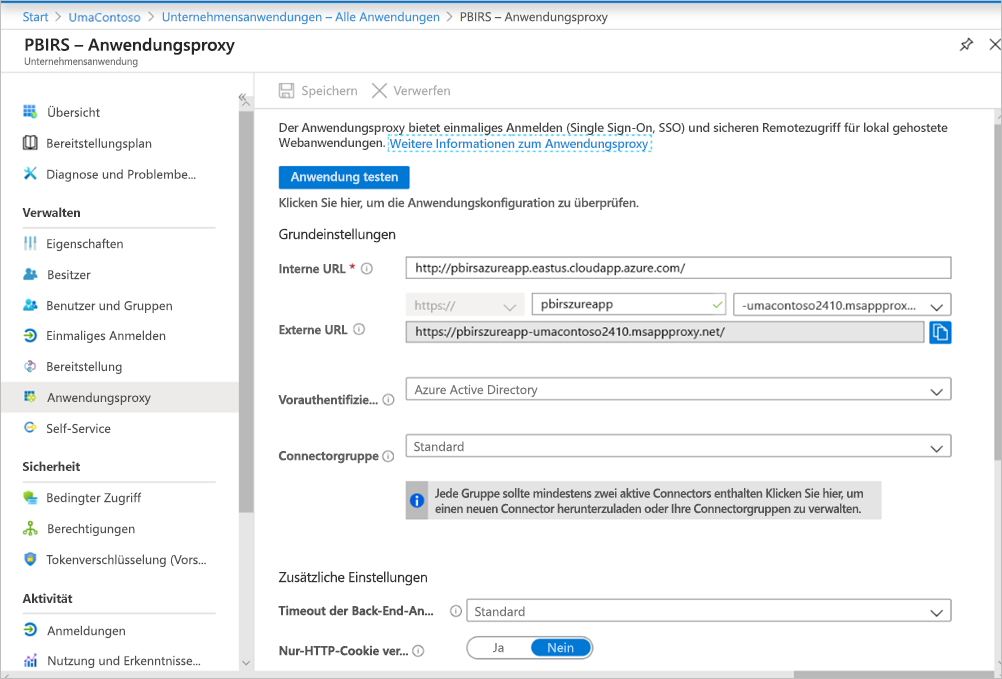 Start > UmaContoso > Unternehmensanwendungen – Alle Anwendungen > PBIRS – Anwendungsproxy
PBIRS – Anwendungsproxy
Unternehmensanwendung
Übersicht
Bereitstellungsplan
Diagnose und Problembe...
Verwalten
Eigenschaften
Besitzer
Benutzer und Gruppen
Einmaliges Anmelden
Bereitstellung
Anwendungsproxy
Self-Service
Sicherheit
Bedingter Zugriff
Berechtigungen
Tokenverschlüsselung (Vors...
Aktivität
Anmeldungen
Nutzung und Erkenntnisse...
Speichern Verwerfen
Der Anwendungsproxy bietet einmaliges Anmelden (Single Sign-On, SSO) und sicheren Remotezugriff für lokal gehostete
Webanwendungen. Weitere Informationen zum Anwendungsproxy
Anwendung testen
Klicken Sie hier, um die Anwendungskonfiguration zu überprüfen.
Grundeinstellungen
Interne URL * http://pbirsazureapp.eastus.cloudapp.azure.com/
https:// pbirszureapp -umacontoso2410.msappprox...
Externe URL https://pbirszureapp-umacontoso2410.msappproxy.net/
Vorauthentifizie... Azure Active Directory
Connectorgruppe Standard
Jede Gruppe sollte mindestens zwei aktive Connectors enthalten Klicken Sie hier, um
einen neuen Connector herunterzuladen oder Ihre Connectorgruppen zu verwalten.
Zusätzliche Einstellungen
Timeout der Back-End-An... Standard
Nur-HTTP-Cookie ver... Ja Nein